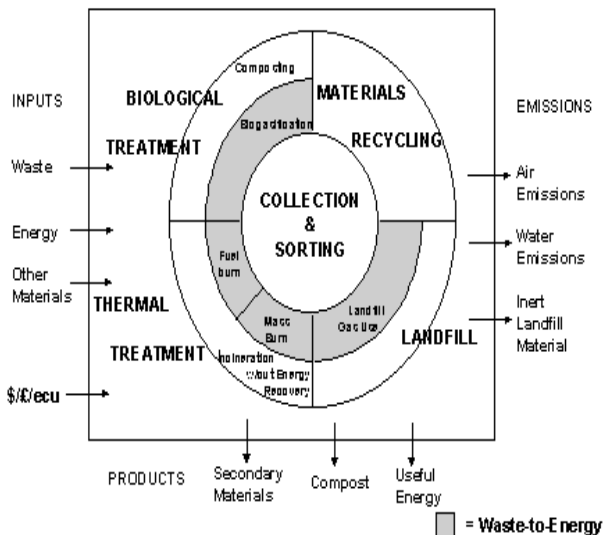 INPUTS
Waste
Energy
Other
Materials
$/£/ecu
BIOLOGICAL
TREATMENT
Composting
Biogasification
MATERIALS
RECYCLING
COLLECTION
&
SORTING
THERMAL
TREATMENT
Fuel
burn
Mass
Burn
Incineration
w/out Energy
Recovery
Landfill
Gas Use
LANDFILL
EMISSIONS
Air
Emissions
Water
Emissions
Inert
Landfill
Material
PRODUCTS
Secondary
Materials
Compost
Useful
Energy
= Waste-to-Energy